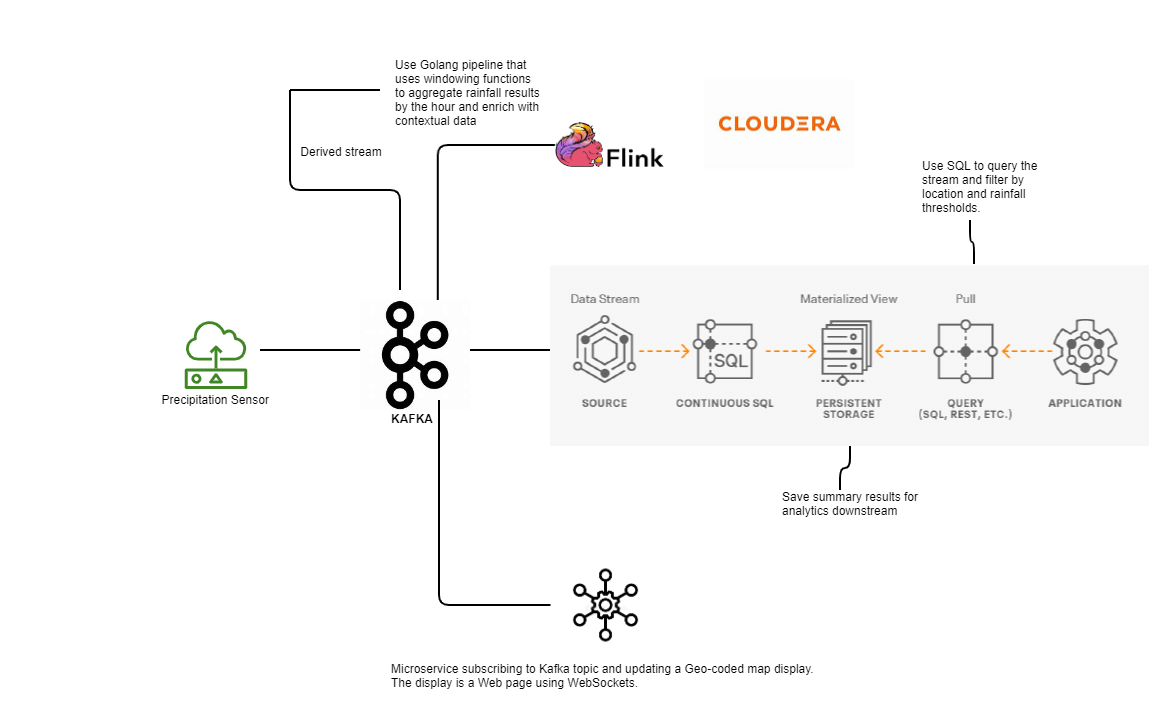 Use Golang pipeline that
uses windowing functions
to aggregate rainfall results
by the hour and enrich with
contextual data
CLOUDERA
Derived stream
Flink
Use SQL to query the
stream and filter by
location and rainfall
thresholds.
Data Stream
Materialized View
Pull
SQL
Precipitation Sensor
KAFKA
SOURCE
CONTINUOUS SQL
PERSISTENT
STORAGE
QUERY
(SQL, REST, ETC.)
APPLICATION
Save summary results for
analytics downstream
Microservice subscribing to Kafka topic and updating a Geo-coded map display.
The display is a Web page using WebSockets.